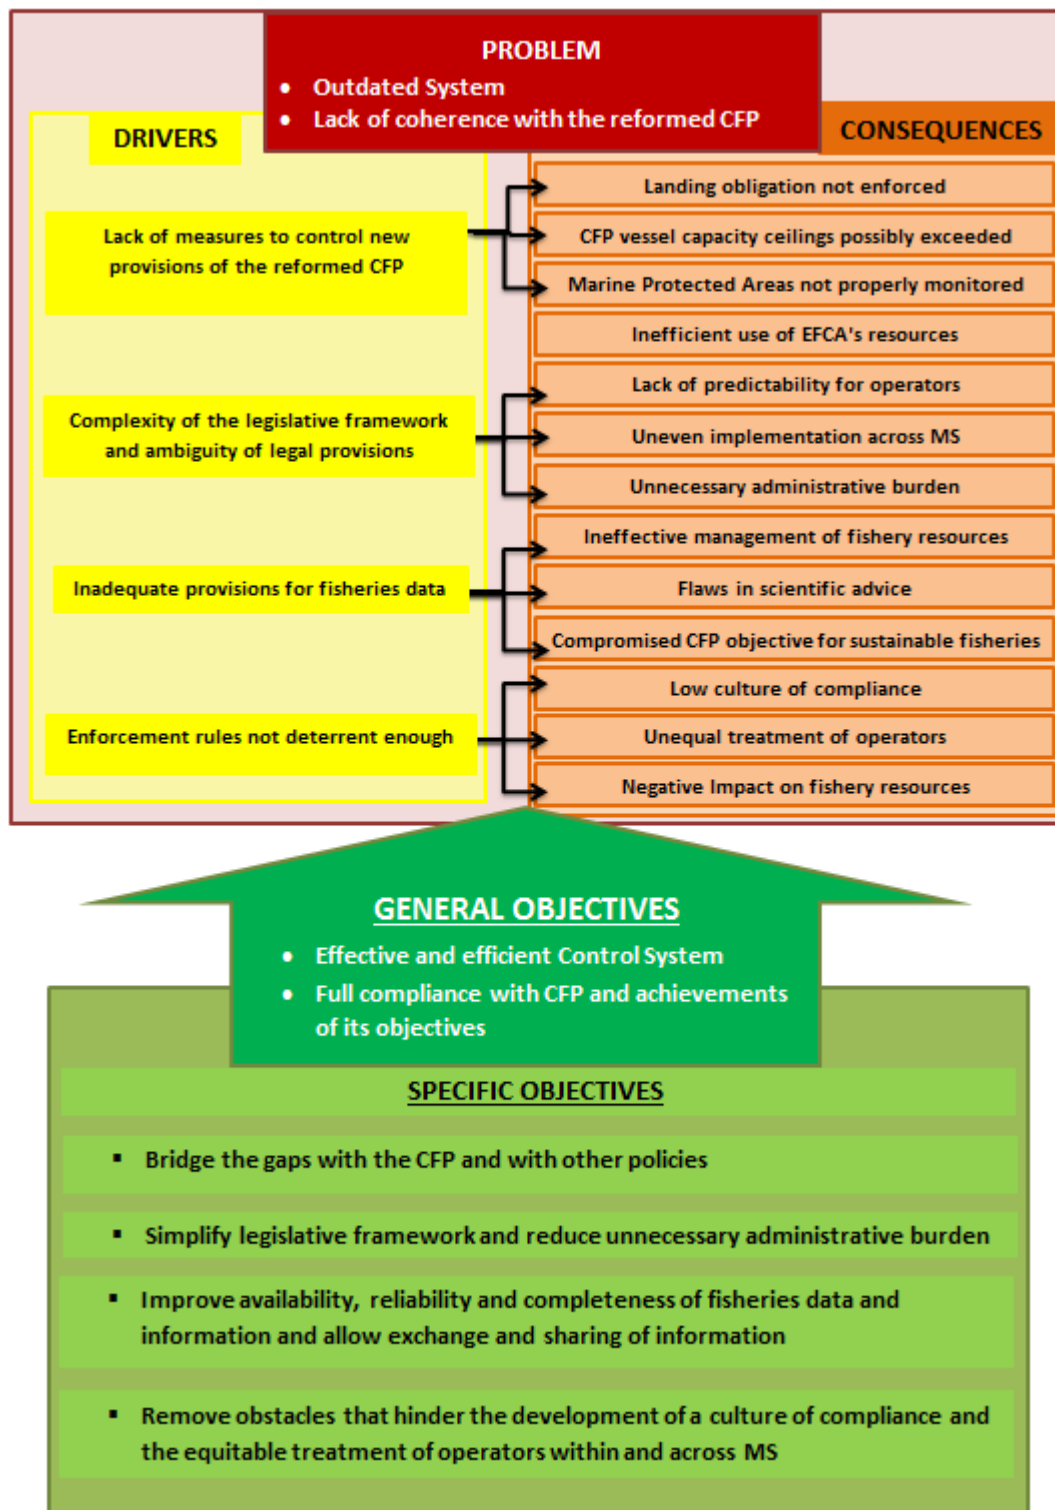 PROBLEM
• Outdated System
• Lack of coherence with the reformed CFP
DRIVERS
CONSEQUENCES
Lack of measures to control new
provisions of the reformed CFP
Landing obligation not enforced
CFP vessel capacity ceilings possibly exceeded
Marine Protected Areas not properly monitored
Inefficient use of EFCA's resources
Complexity of the legislative framework
and ambiguity of legal provisions
Lack of predictability for operators
Uneven implementation across MS
Unnecessary administrative burden
Inadequate provisions for fisheries data
Ineffective management of fishery resources
Flaws in scientific advice
Compromised CFP objective for sustainable fisheries
Enforcement rules not deterrent enough
Low culture of compliance
Unequal treatment of operators
Negative Impact on fishery resources
GENERAL OBJECTIVES
• Effective and efficient Control System
• Full compliance with CFP and achievements
of its objectives
SPECIFIC OBJECTIVES
▪ Bridge the gaps with the CFP and with other policies
▪ Simplify legislative framework and reduce unnecessary administrative burden
▪ Improve availability, reliability and completeness of fisheries data and
information and allow exchange and sharing of information
▪ Remove obstacles that hinder the development of a culture of compliance and
the equitable treatment of operators within and across MS